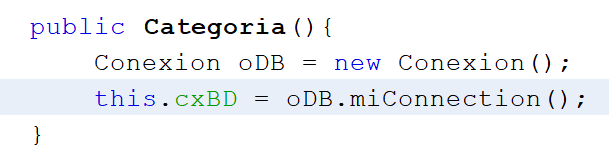 public Categoria(){
    Conexion oDB = new Conexion();
    this.cxBD = oDB.miConnection();
}